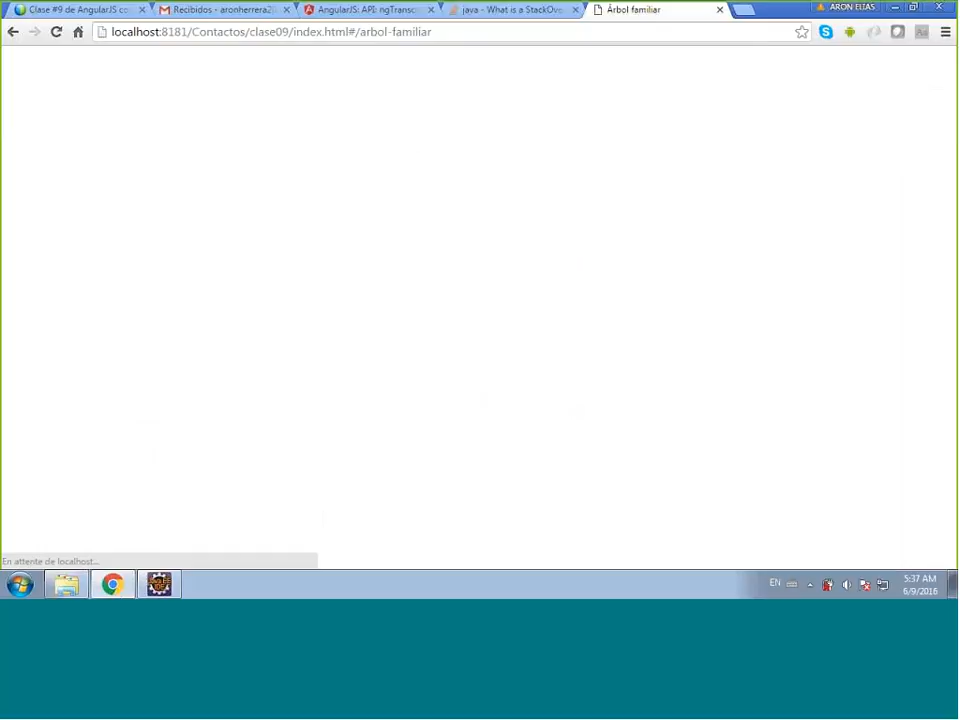 Clase #9 de AngularJS co
Recibidos - aronherrera2
AngularJS: API: ngTransc
java - What is a StackOve
Árbol familiar
ARON ELIAS
localhost:8181/Contactos/clase09/index.html#/arbol-familiar
En attente de localhost...
EN
5:37 AM
6/9/2016